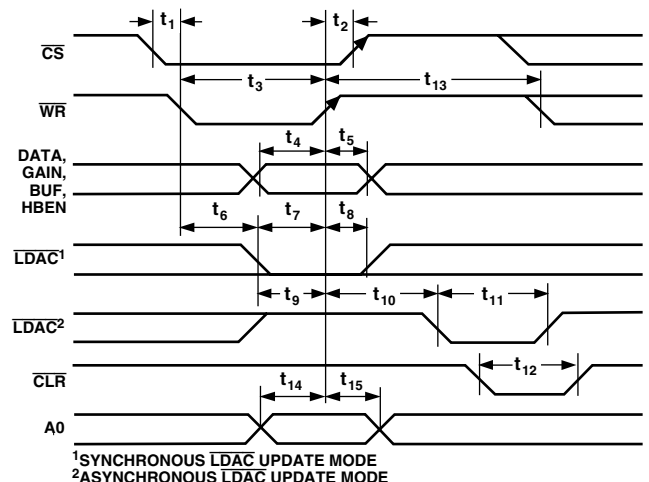 t1 t2
CS
t3 t13
WR
t4 t5
DATA,
GAIN,
BUF,
HBEN
t6 t7 t8
LDAC1
t9 t10 t11
LDAC2
t12
CLR
t14 t15
A0
1SYNCHRONOUS LDAC UPDATE MODE
2ASYNCHRONOUS LDAC UPDATE MODE